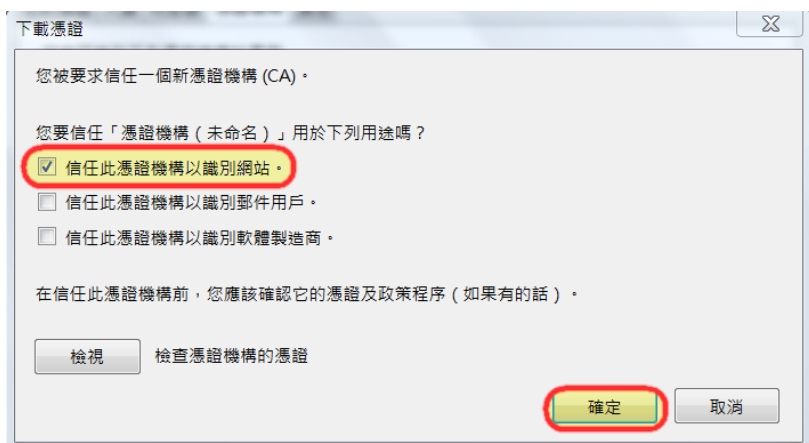 下載憑證
您被要求信任一個新憑證機構 (CA)。
您要信任「憑證機構（未命名）」用於下列用途嗎？
信任此憑證機構以識別網站。
信任此憑證機構以識別郵件用戶。
信任此憑證機構以識別軟體製造商。
在信任此憑證機構前，您應該確認它的憑證及政策程序（如果有的話）。
檢視 檢查憑證機構的憑證
確定 取消